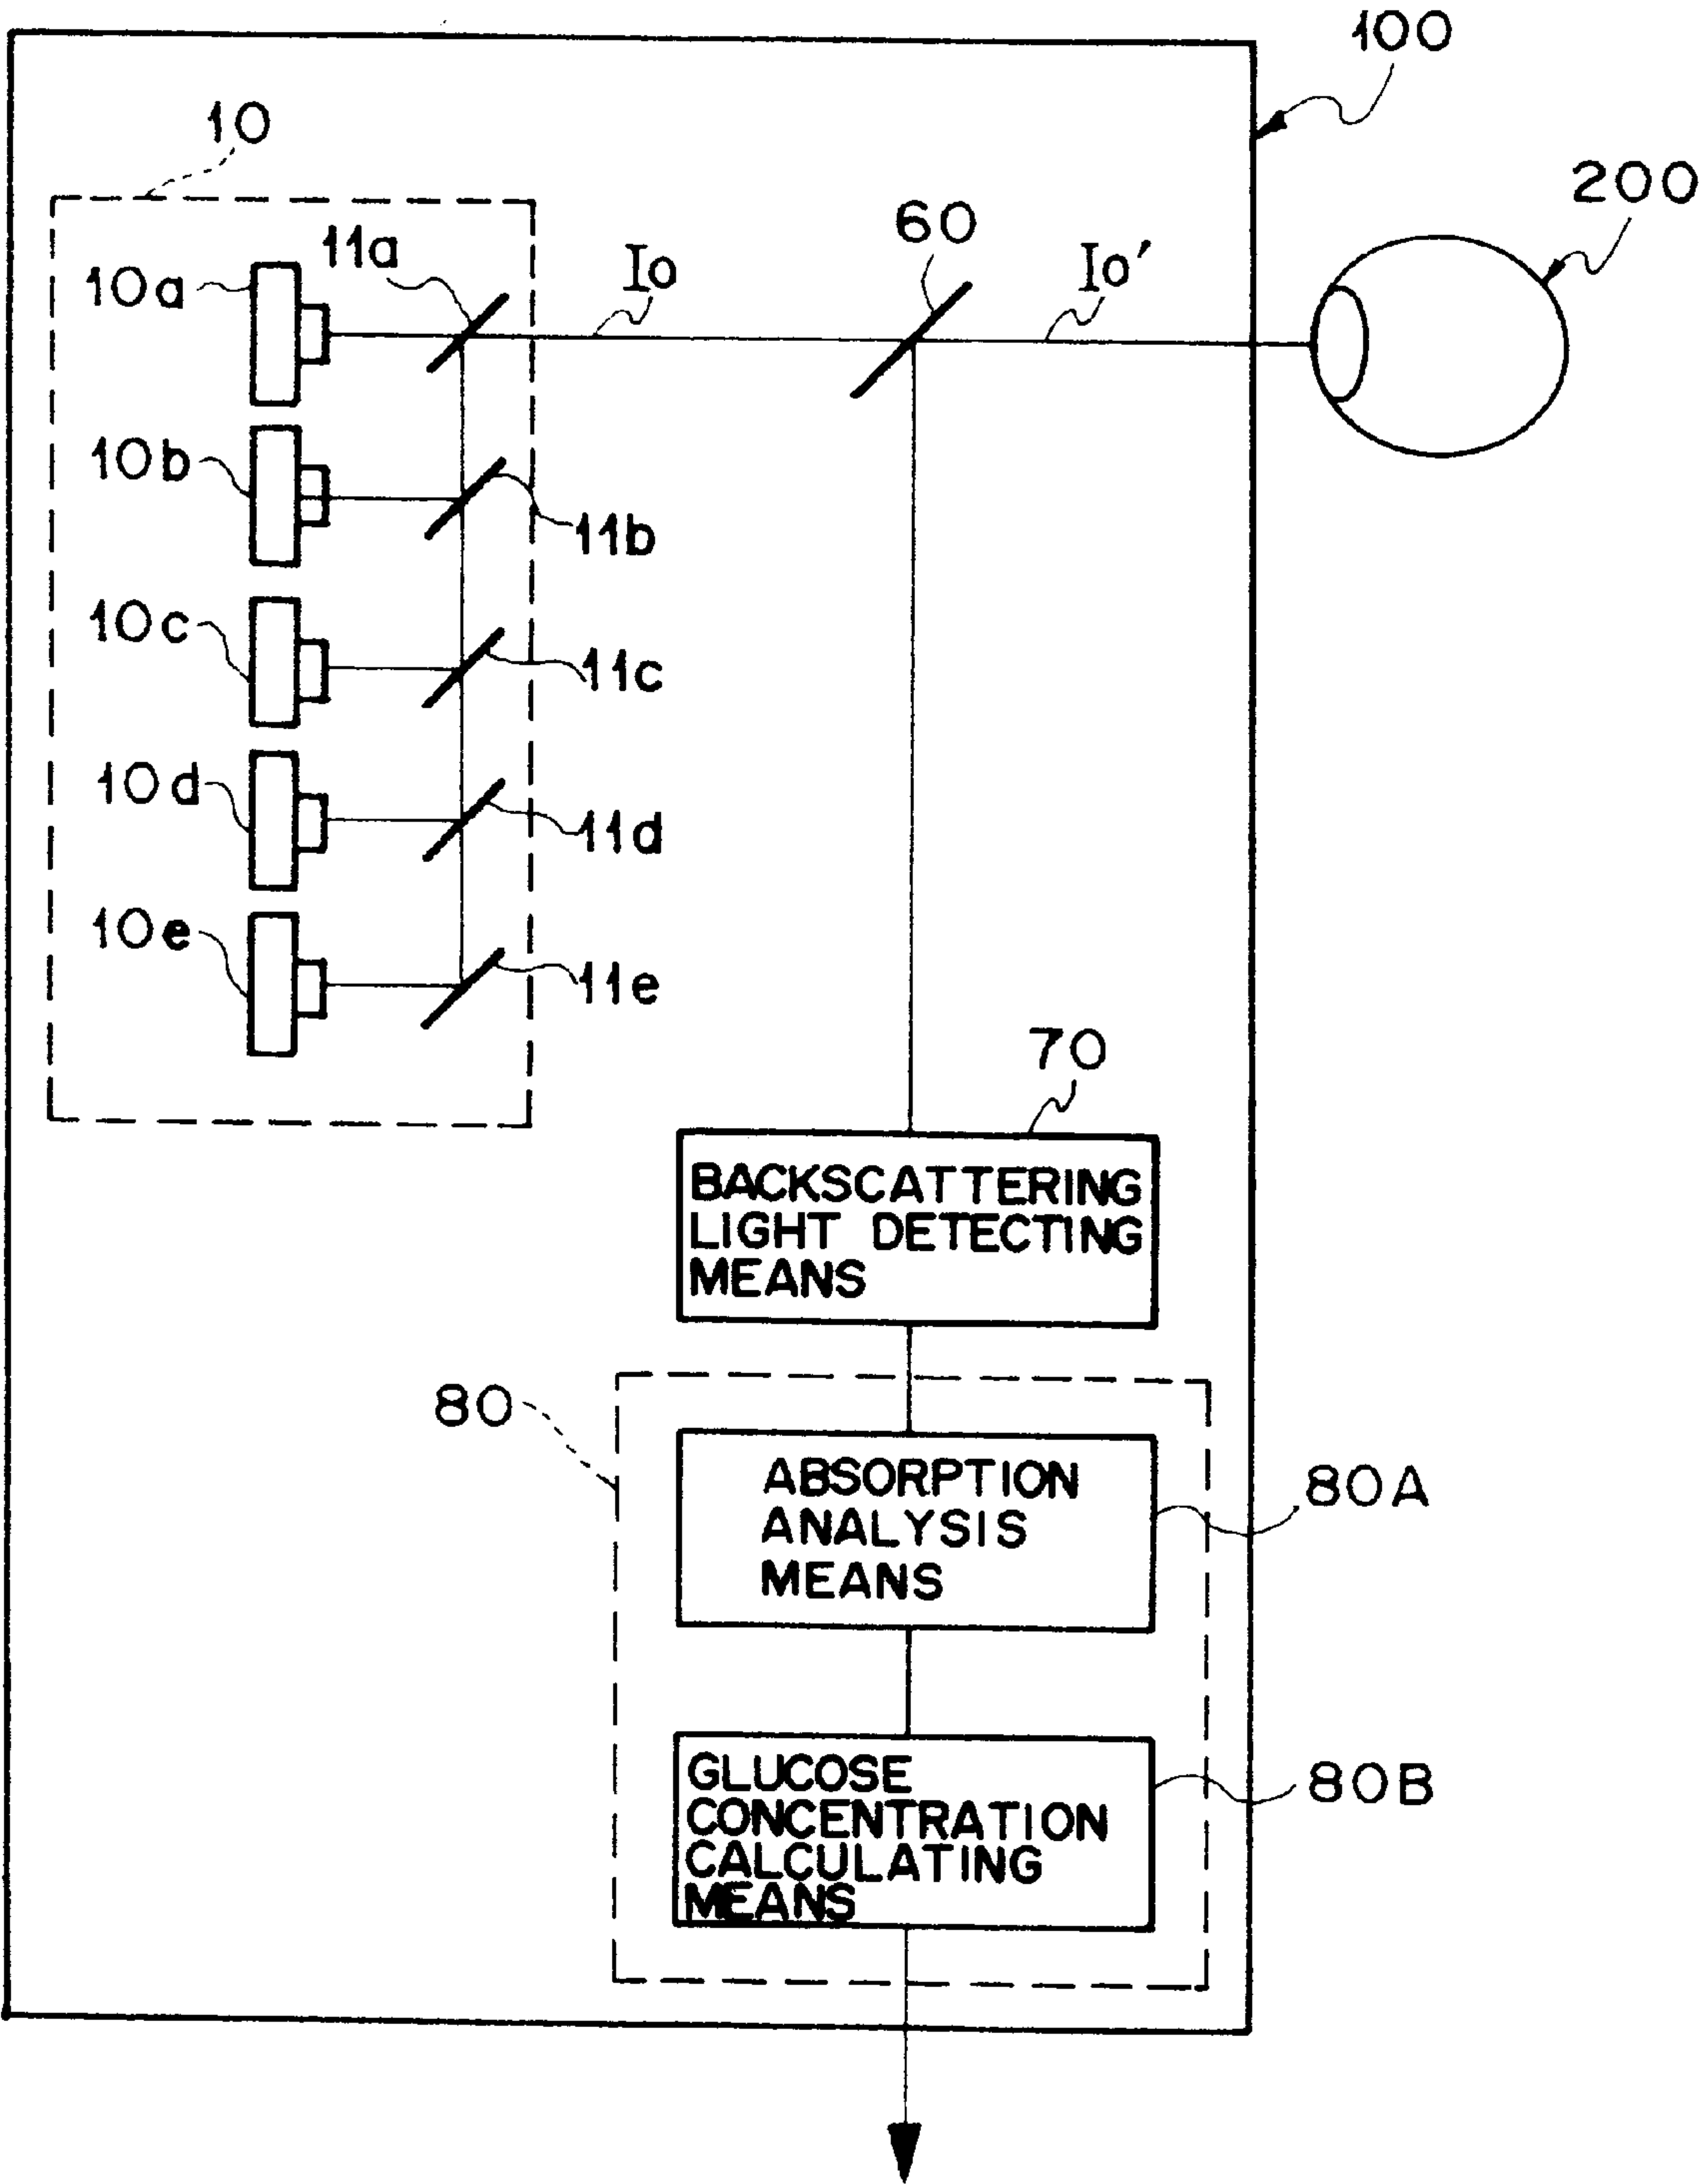 100
10
200
11a
Io
60
Io'
10a
10b
11b
10c
11c
10d
11d
10e
11e
70
BACKSCATTERING
LIGHT DETECTING
MEANS
80
ABSORPTION
ANALYSIS
MEANS
80A
GLUCOSE
CONCENTRATION
CALCULATING
MEANS
80B